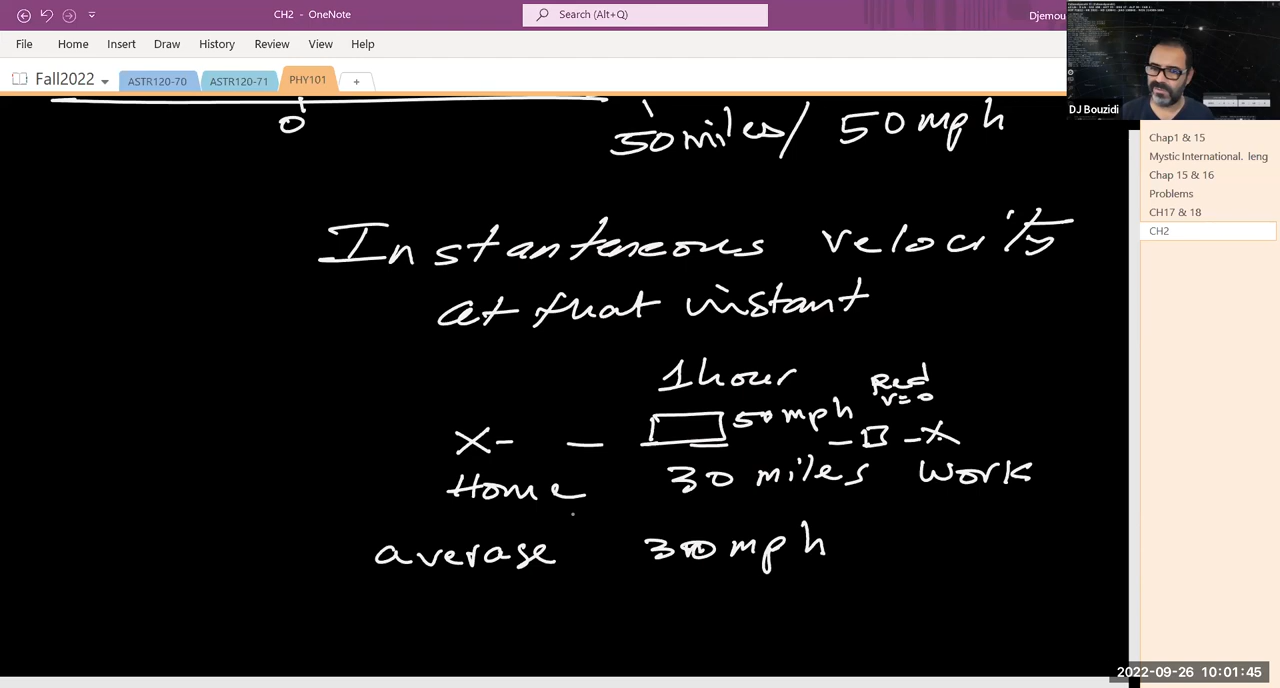 CH2 - OneNote
Search (Alt+Q)
Djemou
File Home Insert Draw History Review View Help
Fall2022 ASTR120-70 ASTR120-71 PHY101 +
DJ Bouzidi
Chap1 & 15
Mystic International. leng
Chap 15 & 16
Problems
CH17 & 18
CH2
0
50 miles / 50 mph
Instantaneous velocity
at that instant
1 hour
Red
v=0
50 mph
X Home 30 miles X Work
average 30 mph
2022-09-26 10:01:45